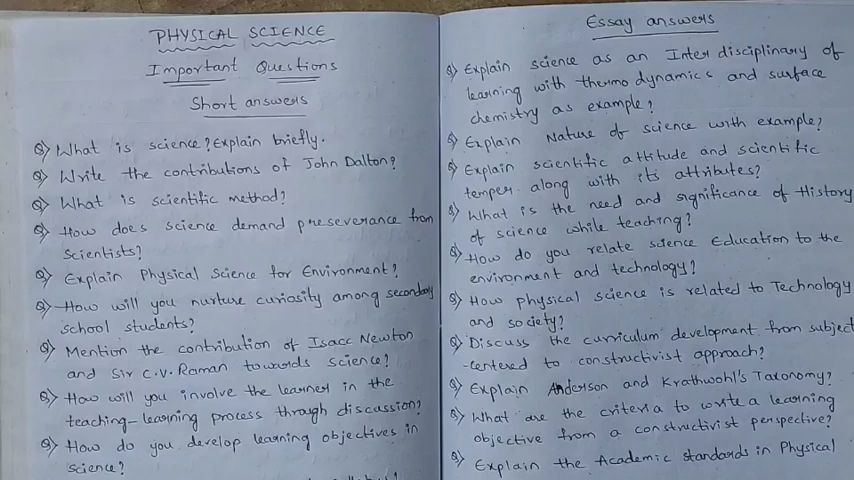 PHYSICAL SCIENCE
Important Questions
Short answers
Q) What is science? Explain briefly.
Q) Write the contributions of John Dalton?
Q) What is scientific method?
Q) How does science demand preseverance from
scientists?
Q) Explain Physical Science for Environment?
Q) How will you nurture curiosity among secondary
school students?
Q) Mention the contribution of Isacc Newton
and Sir C.V. Raman towards science?
Q) How will you involve the learner in the
teaching-learning process through discussion?
Q) How do you develop learning objectives in
science?
Essay answers
Q) Explain science as an Inter disciplinary of
learning with thermo dynamics and surface
chemistry as example?
Q) Explain Nature of science with example?
Q) Explain scientific attitude and scientific
temper along with its attributes?
Q) What is the need and significance of History
of science while teaching?
Q) How do you relate science Education to the
environment and technology?
Q) How physical science is related to Technology
and society?
Q) Discuss the curriculum development from subject
-centered to constructivist approach?
Q) Explain Anderson and Krathwohl's Taxonomy?
Q) What are the criteria to write a learning
objective from a constructivist perspective?
Q) Explain the Academic standards in Physical